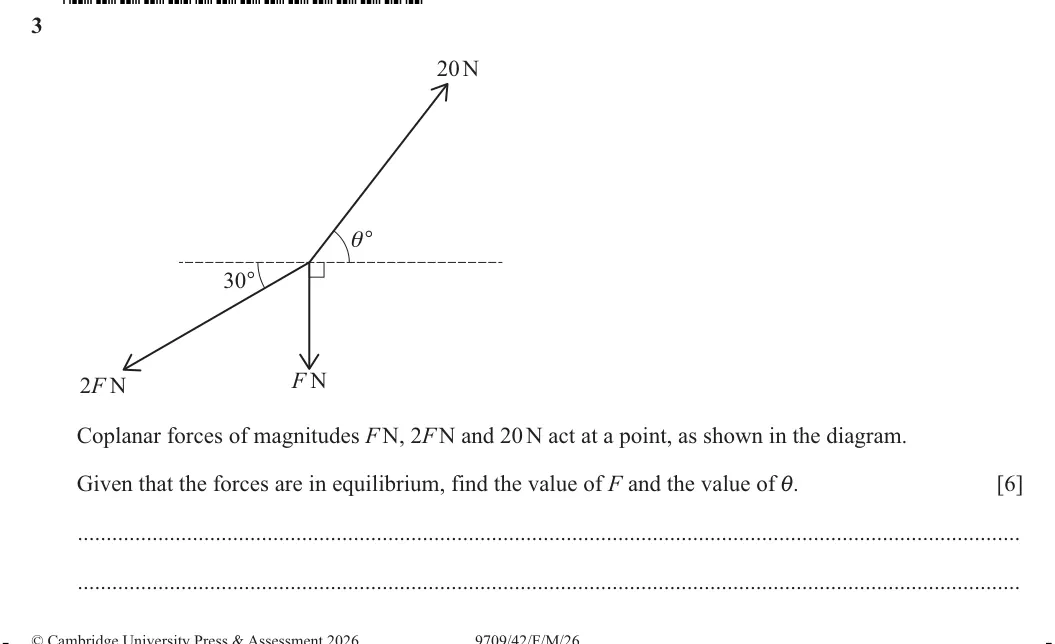 3
20 N
θ°
30°
2F N
F N
Coplanar forces of magnitudes F N, 2F N and 20 N act at a point, as shown in the diagram.
Given that the forces are in equilibrium, find the value of F and the value of θ. [6]
© Cambridge University Press & Assessment 2026 9709/42/F/M/26